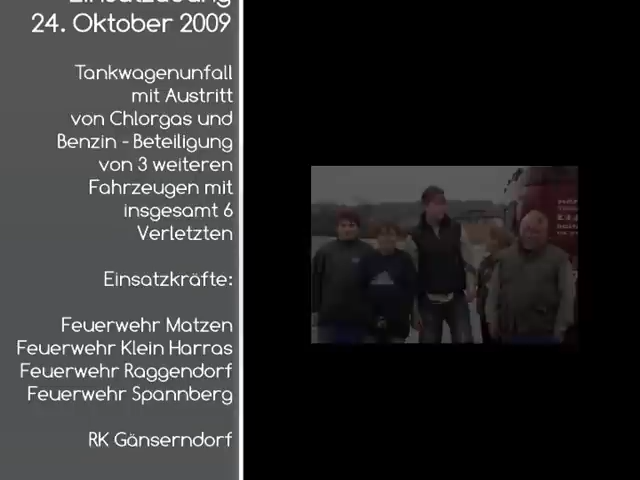 Einsatzübung
24. Oktober 2009
Tankwagenunfall
mit Austritt
von Chlorgas und
Benzin - Beteiligung
von 3 weiteren
Fahrzeugen mit
insgesamt 6
Verletzten
Einsatzkräfte:
Feuerwehr Matzen
Feuerwehr Klein Harras
Feuerwehr Raggendorf
Feuerwehr Spannberg
RK Gänserndorf